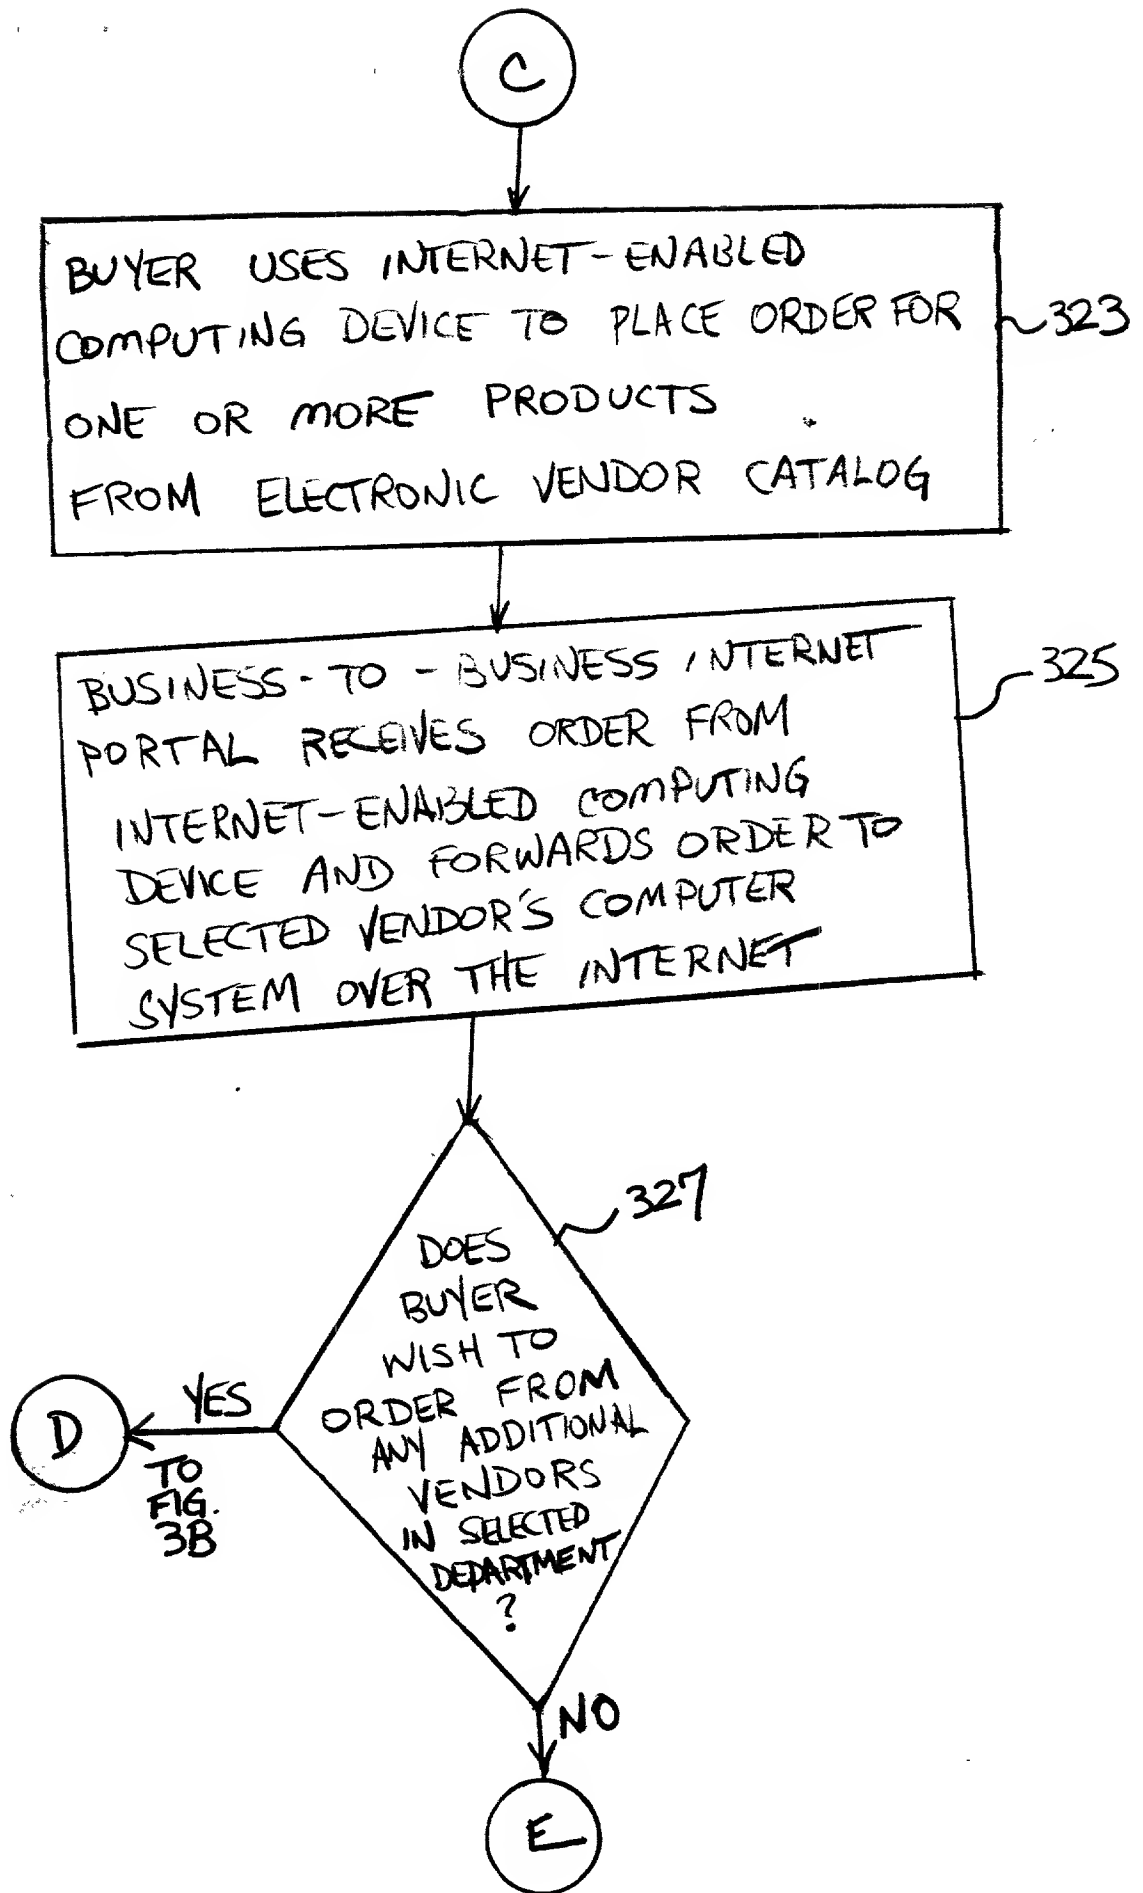 C
BUYER USES INTERNET-ENABLED
COMPUTING DEVICE TO PLACE ORDER FOR
ONE OR MORE PRODUCTS
FROM ELECTRONIC VENDOR CATALOG
323
BUSINESS-TO-BUSINESS INTERNET
PORTAL RECEIVES ORDER FROM
INTERNET-ENABLED COMPUTING
DEVICE AND FORWARDS ORDER TO
SELECTED VENDOR'S COMPUTER
SYSTEM OVER THE INTERNET
325
327
DOES
BUYER
WISH TO
ORDER FROM
ANY ADDITIONAL
VENDORS
IN SELECTED
DEPARTMENT
?
YES
D
TO
FIG.
3B
NO
E